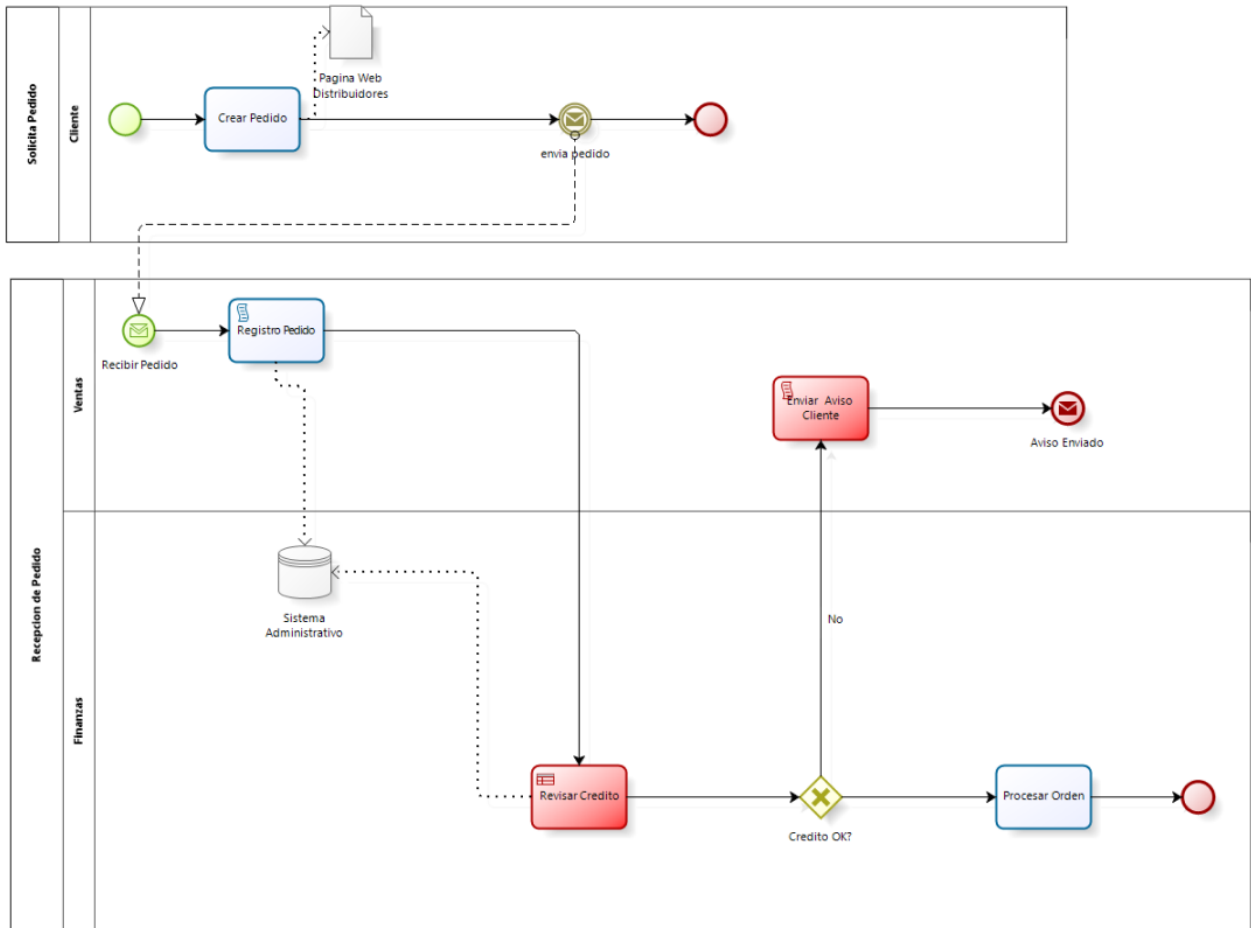 Solicita Pedido
Cliente
Crear Pedido
Pagina Web
Distribuidores
envia pedido
Recepcion de Pedido
Ventas
Recibir Pedido
Registro Pedido
Enviar Aviso
Cliente
Aviso Enviado
Finanzas
Sistema
Administrativo
No
Revisar Credito
Credito OK?
Procesar Orden